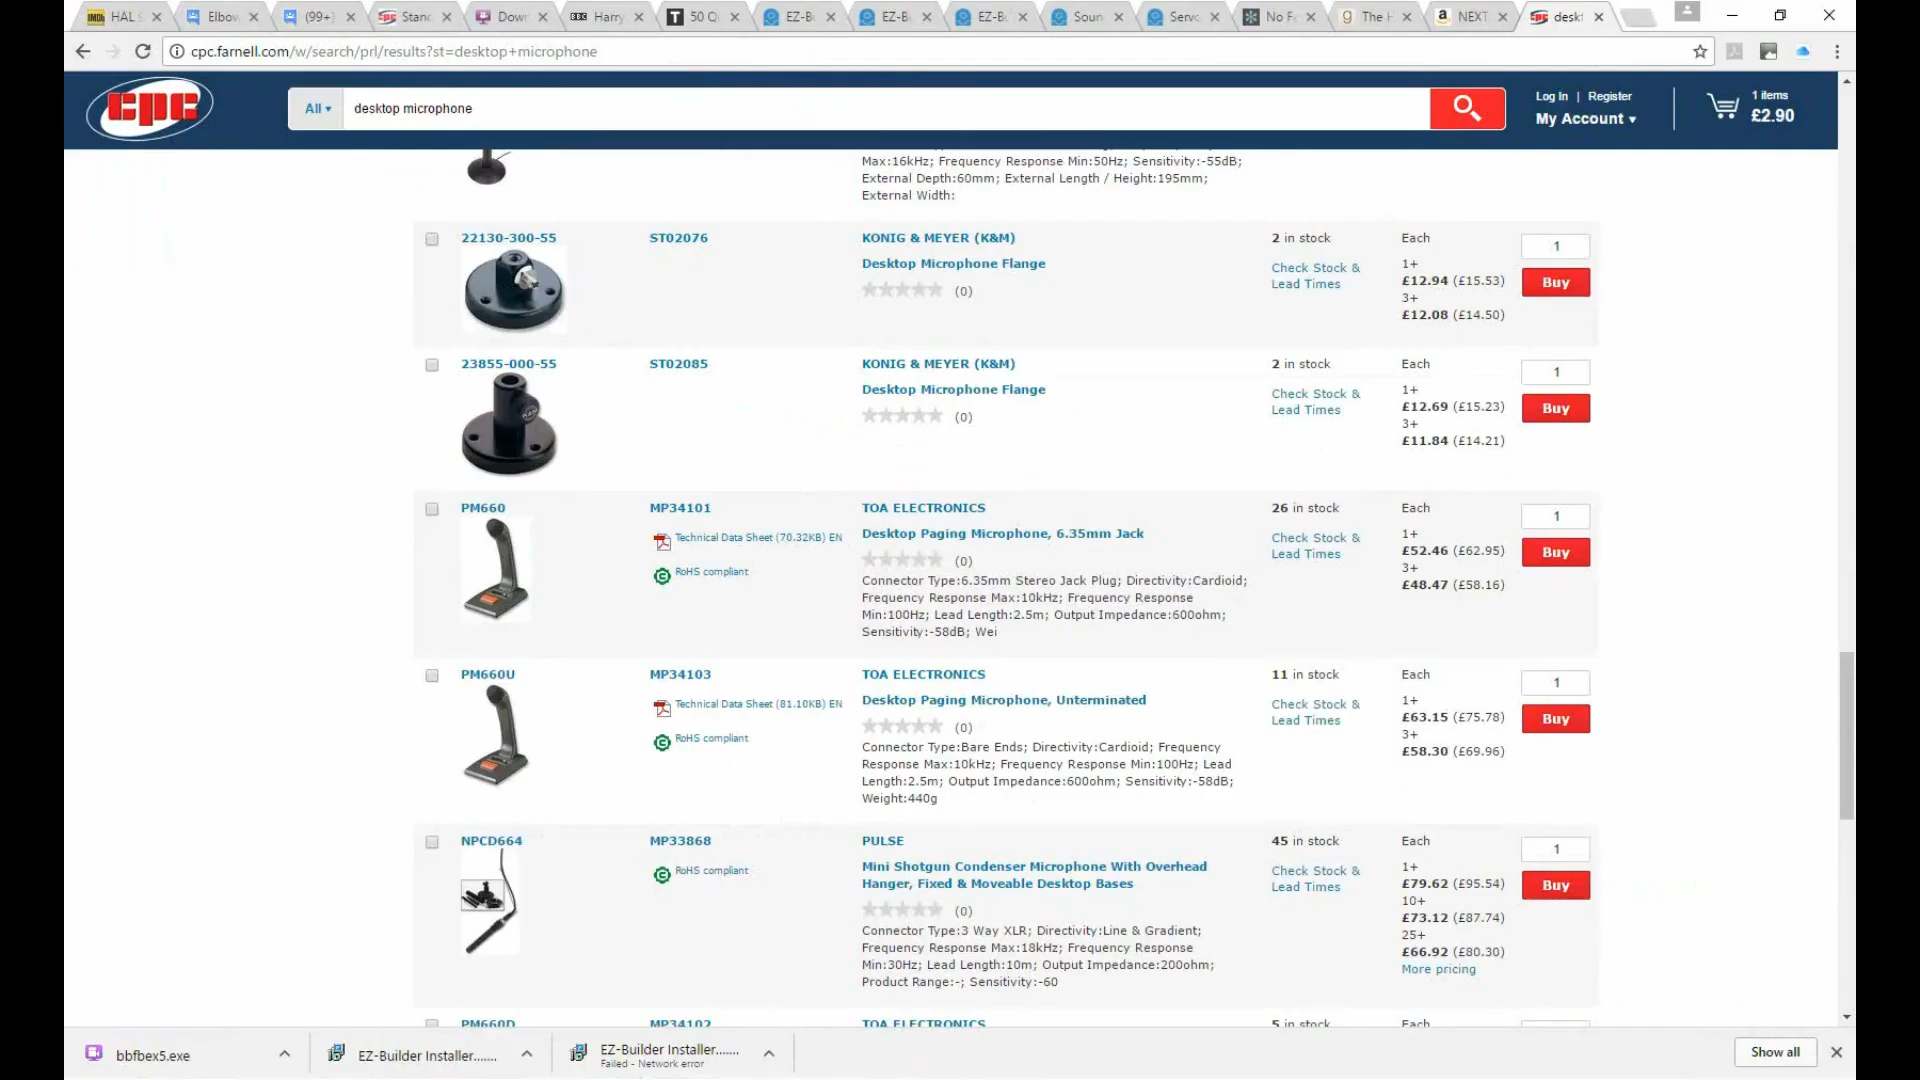 HAL S
Elbow
(99+)
Stanc
Down
Harry
50 Q
EZ-B
EZ-B
EZ-B
Soun
Servo
No F
The H
NEXT
deskt
cpc.farnell.com/w/search/prl/results?st=desktop+microphone
cpc
All
desktop microphone
Log In | Register
My Account
1 items
£2.90
Max:16kHz; Frequency Response Min:50Hz; Sensitivity:-55dB;
External Depth:60mm; External Length / Height:195mm;
External Width:
22130-300-55
ST02076
KONIG & MEYER (K&M)
Desktop Microphone Flange
(0)
2 in stock
Check Stock &
Lead Times
Each
1+
£12.94 (£15.53)
3+
£12.08 (£14.50)
1
Buy
23855-000-55
ST02085
KONIG & MEYER (K&M)
Desktop Microphone Flange
(0)
2 in stock
Check Stock &
Lead Times
Each
1+
£12.69 (£15.23)
3+
£11.84 (£14.21)
1
Buy
PM660
MP34101
Technical Data Sheet (70.32KB) EN
RoHS compliant
TOA ELECTRONICS
Desktop Paging Microphone, 6.35mm Jack
(0)
Connector Type:6.35mm Stereo Jack Plug; Directivity:Cardioid;
Frequency Response Max:10kHz; Frequency Response
Min:100Hz; Lead Length:2.5m; Output Impedance:600ohm;
Sensitivity:-58dB; Wei
26 in stock
Check Stock &
Lead Times
Each
1+
£52.46 (£62.95)
3+
£48.47 (£58.16)
1
Buy
PM660U
MP34103
Technical Data Sheet (81.10KB) EN
RoHS compliant
TOA ELECTRONICS
Desktop Paging Microphone, Unterminated
(0)
Connector Type:Bare Ends; Directivity:Cardioid; Frequency
Response Max:10kHz; Frequency Response Min:100Hz; Lead
Length:2.5m; Output Impedance:600ohm; Sensitivity:-58dB;
Weight:440g
11 in stock
Check Stock &
Lead Times
Each
1+
£63.15 (£75.78)
3+
£58.30 (£69.96)
1
Buy
NPCD664
MP33868
RoHS compliant
PULSE
Mini Shotgun Condenser Microphone With Overhead
Hanger, Fixed & Moveable Desktop Bases
(0)
Connector Type:3 Way XLR; Directivity:Line & Gradient;
Frequency Response Max:18kHz; Frequency Response
Min:30Hz; Lead Length:10m; Output Impedance:200ohm;
Product Range:-; Sensitivity:-60
45 in stock
Check Stock &
Lead Times
Each
1+
£79.62 (£95.54)
10+
£73.12 (£87.74)
25+
£66.92 (£80.30)
More pricing
1
Buy
PM660D
MP34102
TOA ELECTRONICS
5 in stock
Each
bbfbex5.exe
EZ-Builder Installer.......
EZ-Builder Installer.......
Failed - Network error
Show all